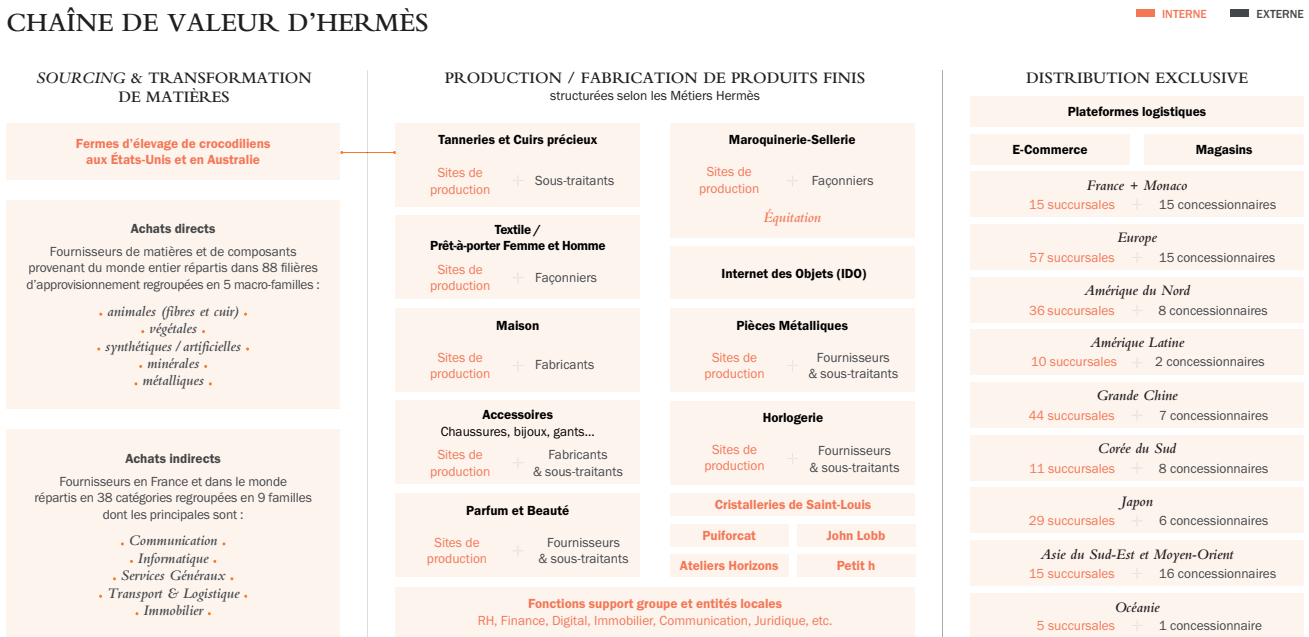 CHAÎNE DE VALEUR D'HERMÈS
INTERNE
EXTERNE
SOURCING & TRANSFORMATION
DE MATIÈRES
Fermes d'élevage de crocodiliens
aux États-Unis et en Australie
Achats directs
Fournisseurs de matières et de composants
provenant du monde entier répartis dans 88 filières
d'approvisionnement regroupées en 5 macro-familles :
• animales (fibres et cuir) •
• végétales •
• synthétiques / artificielles •
• minérales •
• métalliques •
Achats indirects
Fournisseurs en France et dans le monde
répartis en 38 catégories regroupées en 9 familles
dont les principales sont :
• Communication •
• Informatique •
• Services Généraux •
• Transport & Logistique •
• Immobilier •
PRODUCTION / FABRICATION DE PRODUITS FINIS
structurées selon les Métiers Hermès
Tanneries et Cuirs précieux
Sites de
production
+ Sous-traitants
Textile /
Prêt-à-porter Femme et Homme
Sites de
production
+ Façonniers
Maison
Sites de
production
+ Fabricants
Accessoires
Chaussures, bijoux, gants...
Sites de
production
+ Fabricants
& sous-traitants
Parfum et Beauté
Sites de
production
+ Fournisseurs
& sous-traitants
Maroquinerie-Sellerie
Sites de
production
+ Façonniers
Équitation
Internet des Objets (IDO)
Pièces Métalliques
Sites de
production
+ Fournisseurs
& sous-traitants
Horlogerie
Sites de
production
+ Fournisseurs
& sous-traitants
Cristalleries de Saint-Louis
Puiforcat
John Lobb
Ateliers Horizons
Petit h
Fonctions support groupe et entités locales
RH, Finance, Digital, Immobilier, Communication, Juridique, etc.
DISTRIBUTION EXCLUSIVE
Plateformes logistiques
E-Commerce
Magasins
France + Monaco
15 succursales + 15 concessionnaires
Europe
57 succursales + 15 concessionnaires
Amérique du Nord
36 succursales + 8 concessionnaires
Amérique Latine
10 succursales + 2 concessionnaires
Grande Chine
44 succursales + 7 concessionnaires
Corée du Sud
11 succursales + 8 concessionnaires
Japon
29 succursales + 6 concessionnaires
Asie du Sud-Est et Moyen-Orient
15 succursales + 16 concessionnaires
Océanie
5 succursales + 1 concessionnaire